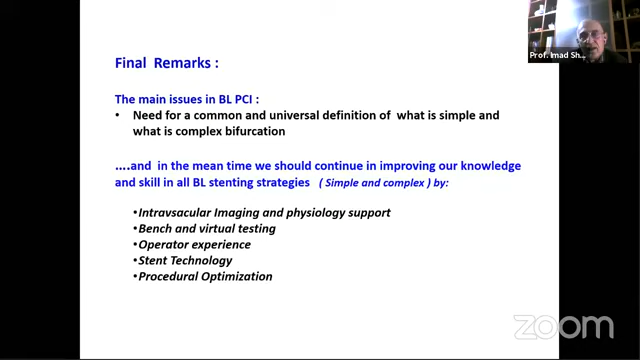 Prof. Imad Sh...
Final Remarks :
The main issues in BL PCI :
• Need for a common and universal definition of what is simple and
what is complex bifurcation
....and in the mean time we should continue in improving our knowledge
and skill in all BL stenting strategies ( Simple and complex ) by:
•Intravsacular Imaging and physiology support
•Bench and virtual testing
•Operator experience
•Stent Technology
•Procedural Optimization
zoom